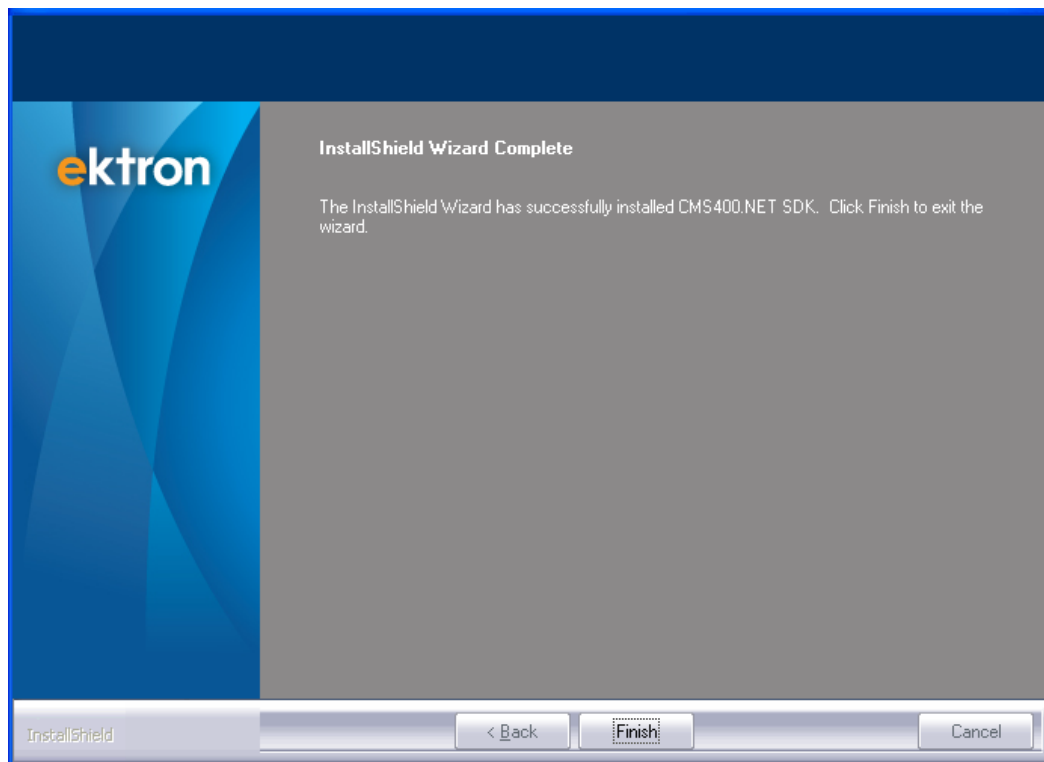 ektron
InstallShield Wizard Complete
The InstallShield Wizard has successfully installed CMS400.NET SDK. Click Finish to exit the
wizard.
InstallShield
< Back
Finish
Cancel